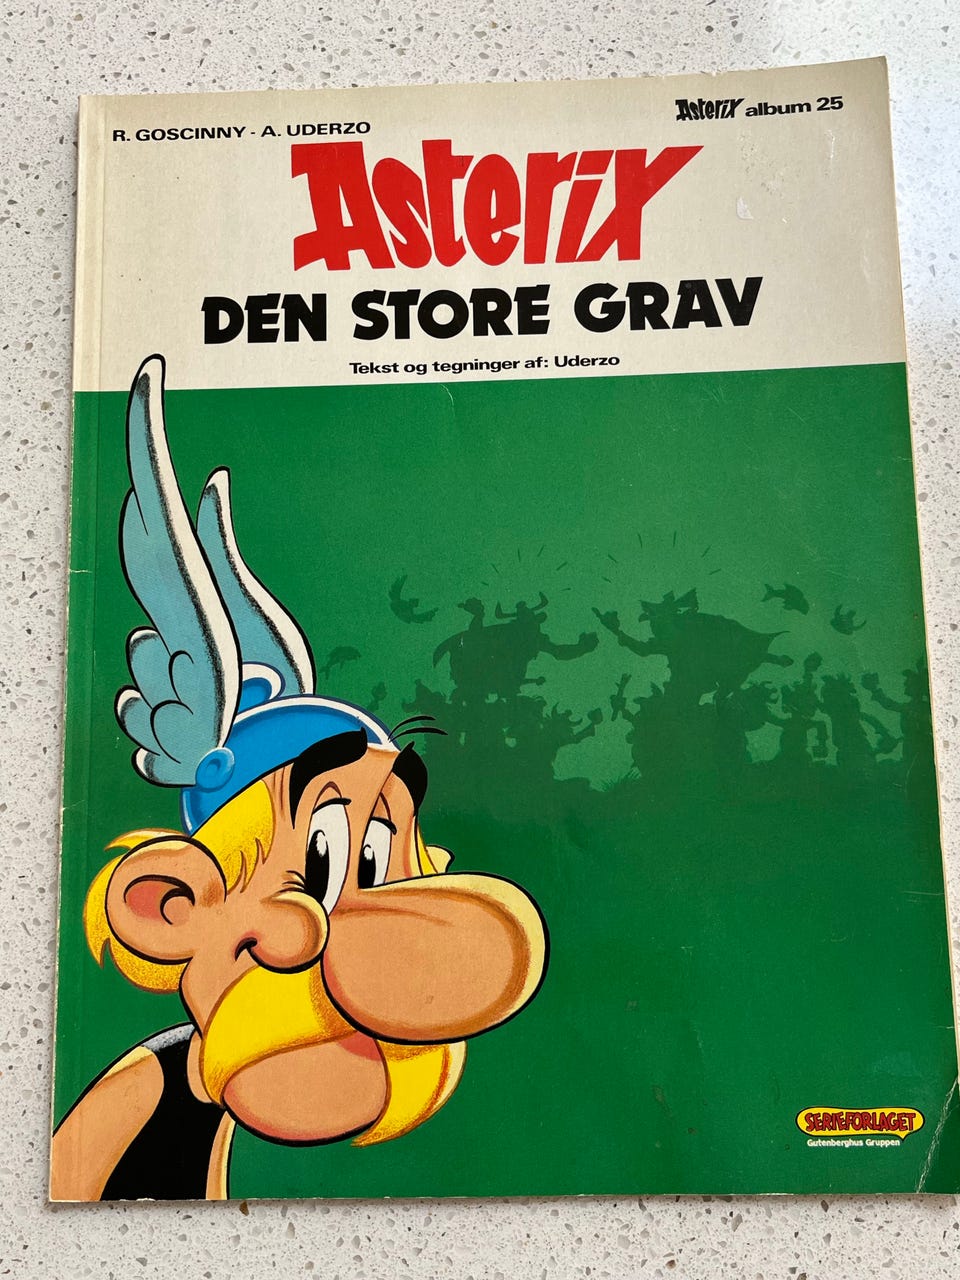 R. GOSCINNY - A. UDERZO
Asterix album 25
Asterix
DEN STORE GRAV
Tekst og tegninger af: Uderzo
SERIEFORLAGET
Gutenberghus Gruppen